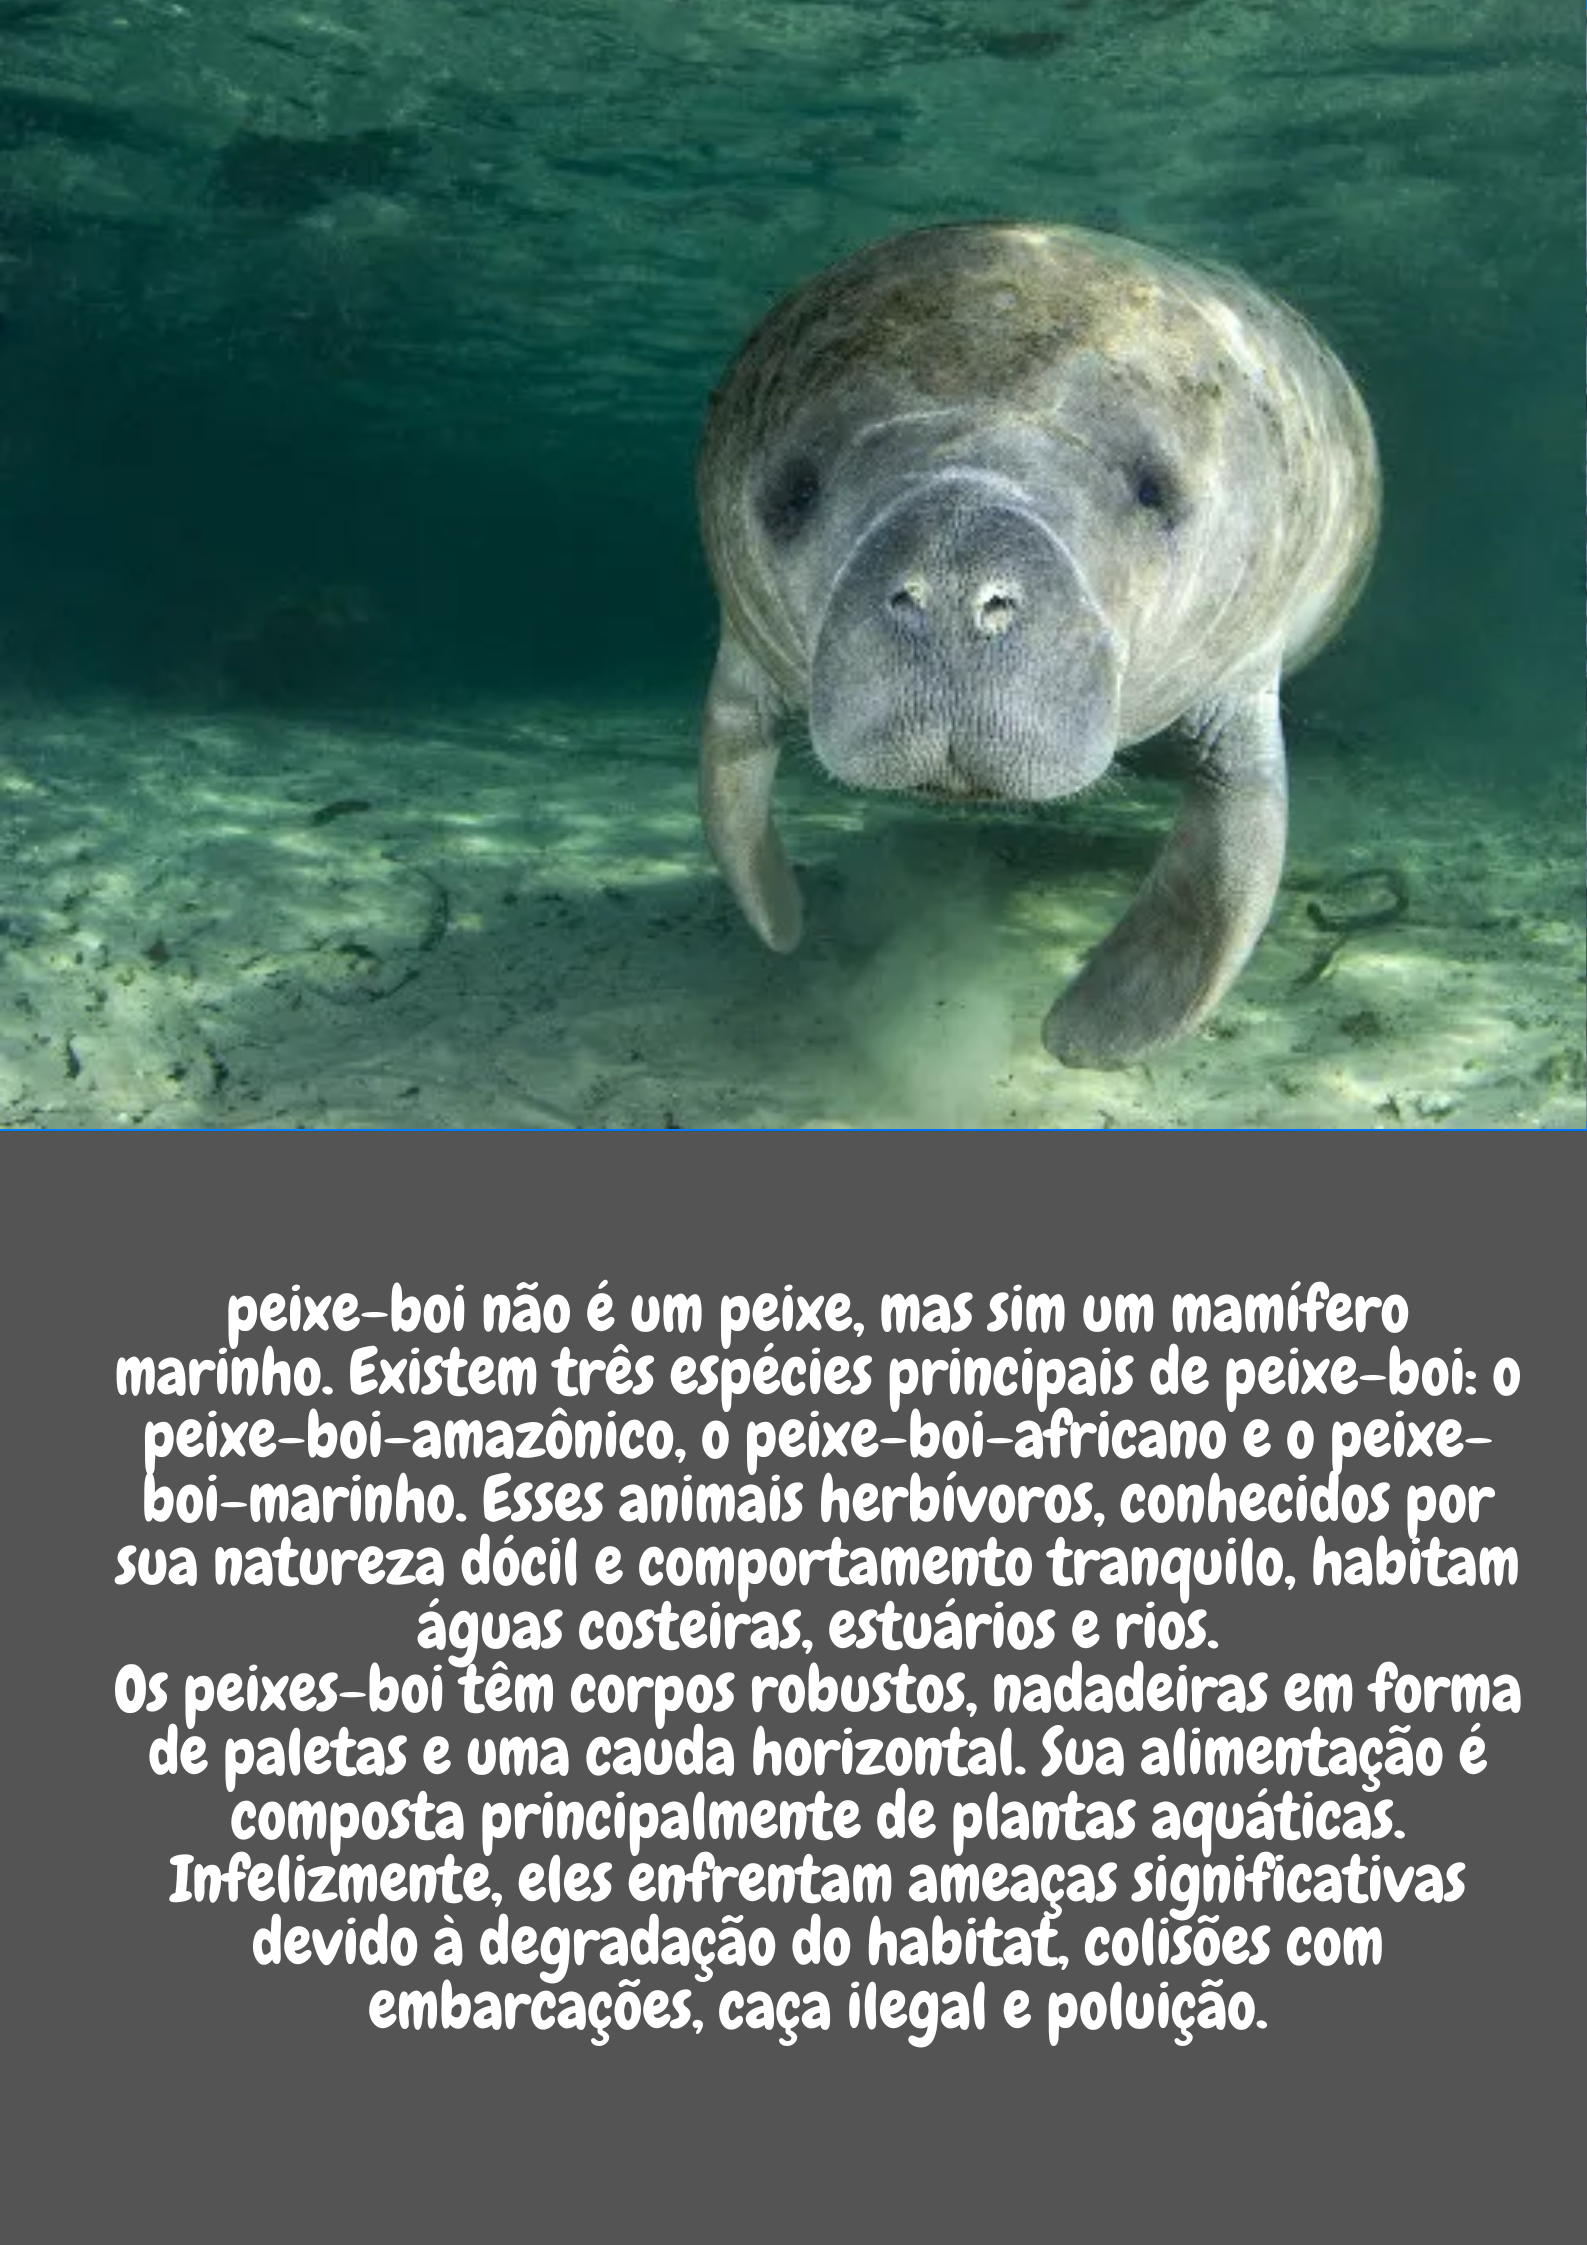 peixe-boi não é um peixe, mas sim um mamífero
marinho. Existem três espécies principais de peixe-boi: o
peixe-boi-amazônico, o peixe-boi-africano e o peixe-
boi-marinho. Esses animais herbívoros, conhecidos por
sua natureza dócil e comportamento tranquilo, habitam
águas costeiras, estuários e rios.
Os peixes-boi têm corpos robustos, nadadeiras em forma
de paletas e uma cauda horizontal. Sua alimentação é
composta principalmente de plantas aquáticas.
Infelizmente, eles enfrentam ameaças significativas
devido à degradação do habitat, colisões com
embarcações, caça ilegal e poluição.